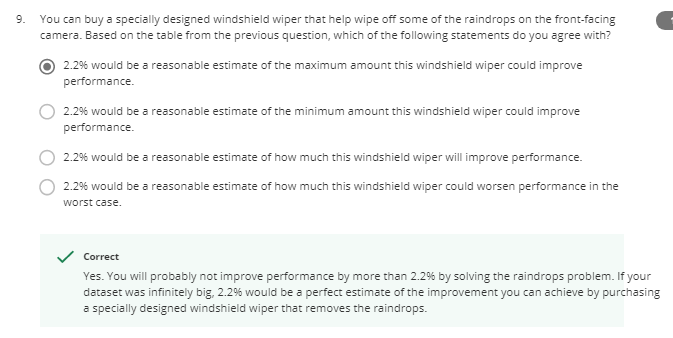 9. You can buy a specially designed windshield wiper that help wipe off some of the raindrops on the front-facing
camera. Based on the table from the previous question, which of the following statements do you agree with?
2.2% would be a reasonable estimate of the maximum amount this windshield wiper could improve
performance.
2.2% would be a reasonable estimate of the minimum amount this windshield wiper could improve
performance.
2.2% would be a reasonable estimate of how much this windshield wiper will improve performance.
2.2% would be a reasonable estimate of how much this windshield wiper could worsen performance in the
worst case.
Correct
Yes. You will probably not improve performance by more than 2.2% by solving the raindrops problem. If your
dataset was infinitely big, 2.2% would be a perfect estimate of the improvement you can achieve by purchasing
a specially designed windshield wiper that removes the raindrops.